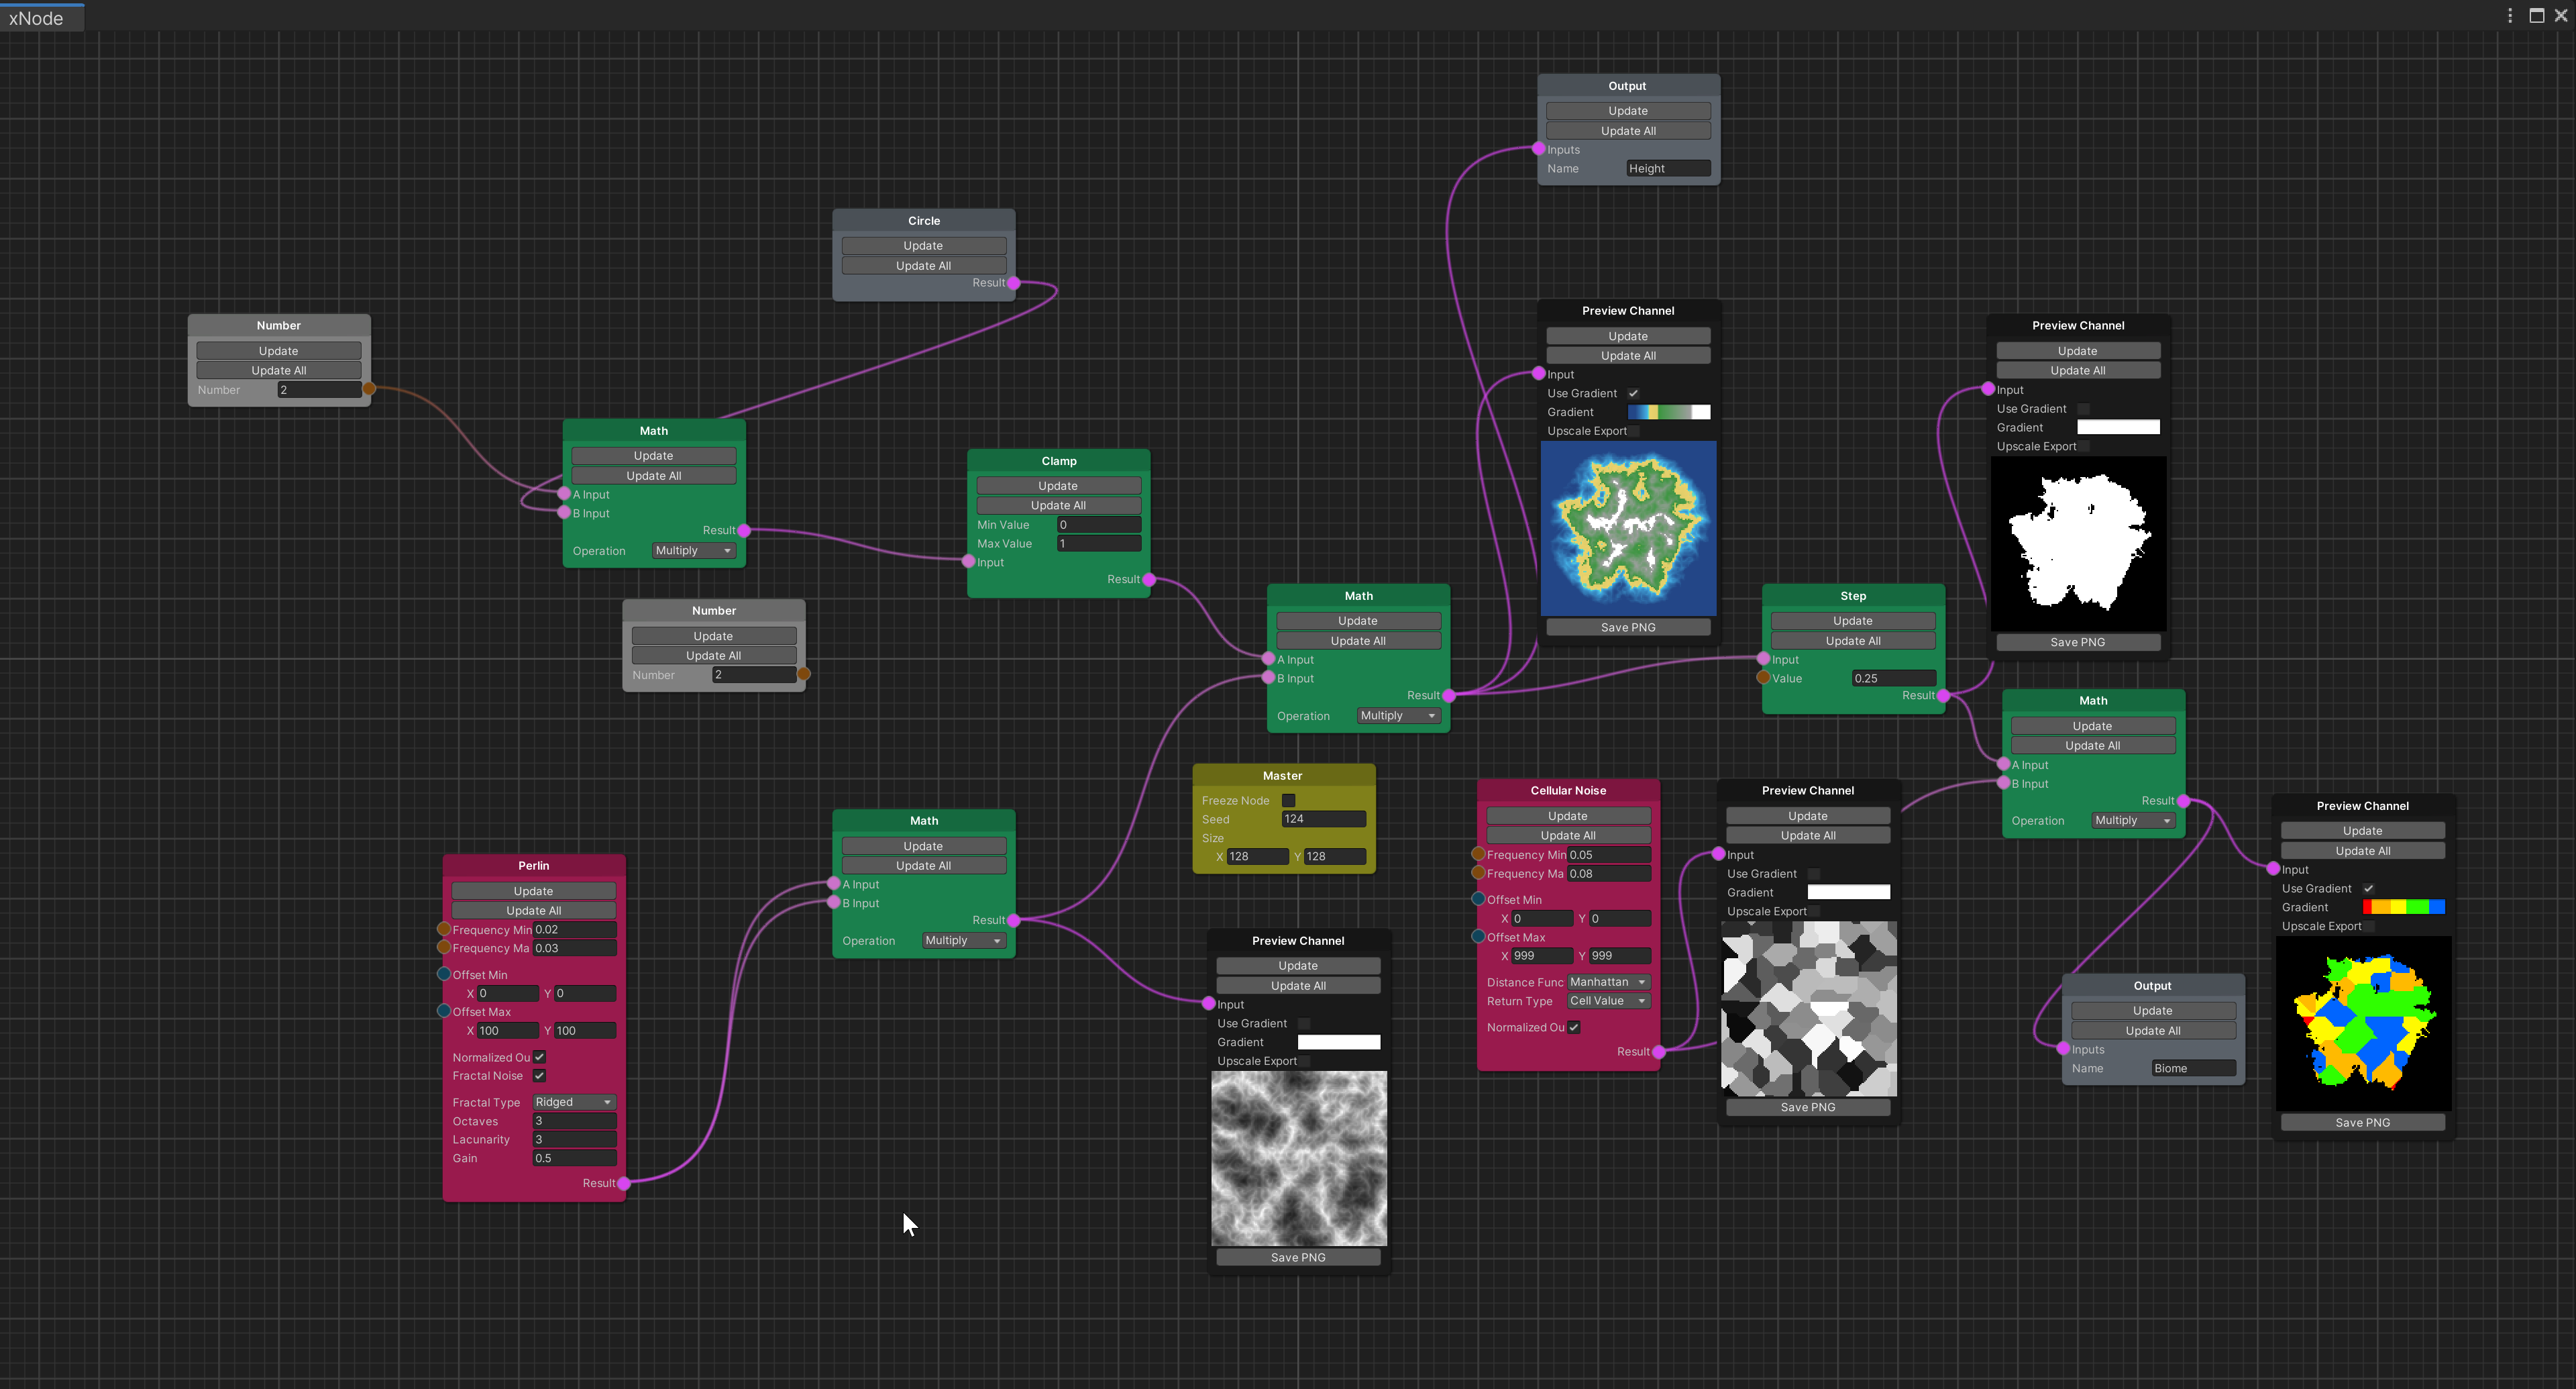 xNode
Output
Update
Update All
Inputs
Name Height
Circle
Update
Update All
Result
Number
Update
Update All
Number 2
Math
Update
Update All
A Input
B Input
Result
Operation Multiply
Number
Update
Update All
Number 2
Clamp
Update
Update All
Min Value 0
Max Value 1
Input
Result
Math
Update
Update All
A Input
B Input
Result
Operation Multiply
Preview Channel
Update
Update All
Input
Use Gradient
Gradient
Upscale Export
Save PNG
Preview Channel
Update
Update All
Input
Use Gradient
Gradient
Upscale Export
Save PNG
Step
Update
Update All
Input
Value 0.25
Result
Math
Update
Update All
A Input
B Input
Result
Operation Multiply
Master
Freeze Node
Seed 124
Size
X 128 Y 128
Perlin
Update
Update All
Frequency Min 0.02
Frequency Ma 0.03
Offset Min
X 0 Y 0
Offset Max
X 100 Y 100
Normalized Ou
Fractal Noise
Fractal Type Ridged
Octaves 3
Lacunarity 3
Gain 0.5
Result
Math
Update
Update All
A Input
B Input
Result
Operation Multiply
Preview Channel
Update
Update All
Input
Use Gradient
Gradient
Upscale Export
Save PNG
Cellular Noise
Update
Update All
Frequency Min 0.05
Frequency Ma 0.08
Offset Min
X 0 Y 0
Offset Max
X 999 Y 999
Distance Func Manhattan
Return Type Cell Value
Normalized Ou
Result
Preview Channel
Update
Update All
Input
Use Gradient
Gradient
Upscale Export
Save PNG
Output
Update
Update All
Inputs
Name Biome
Preview Channel
Update
Update All
Input
Use Gradient
Gradient
Upscale Export
Save PNG